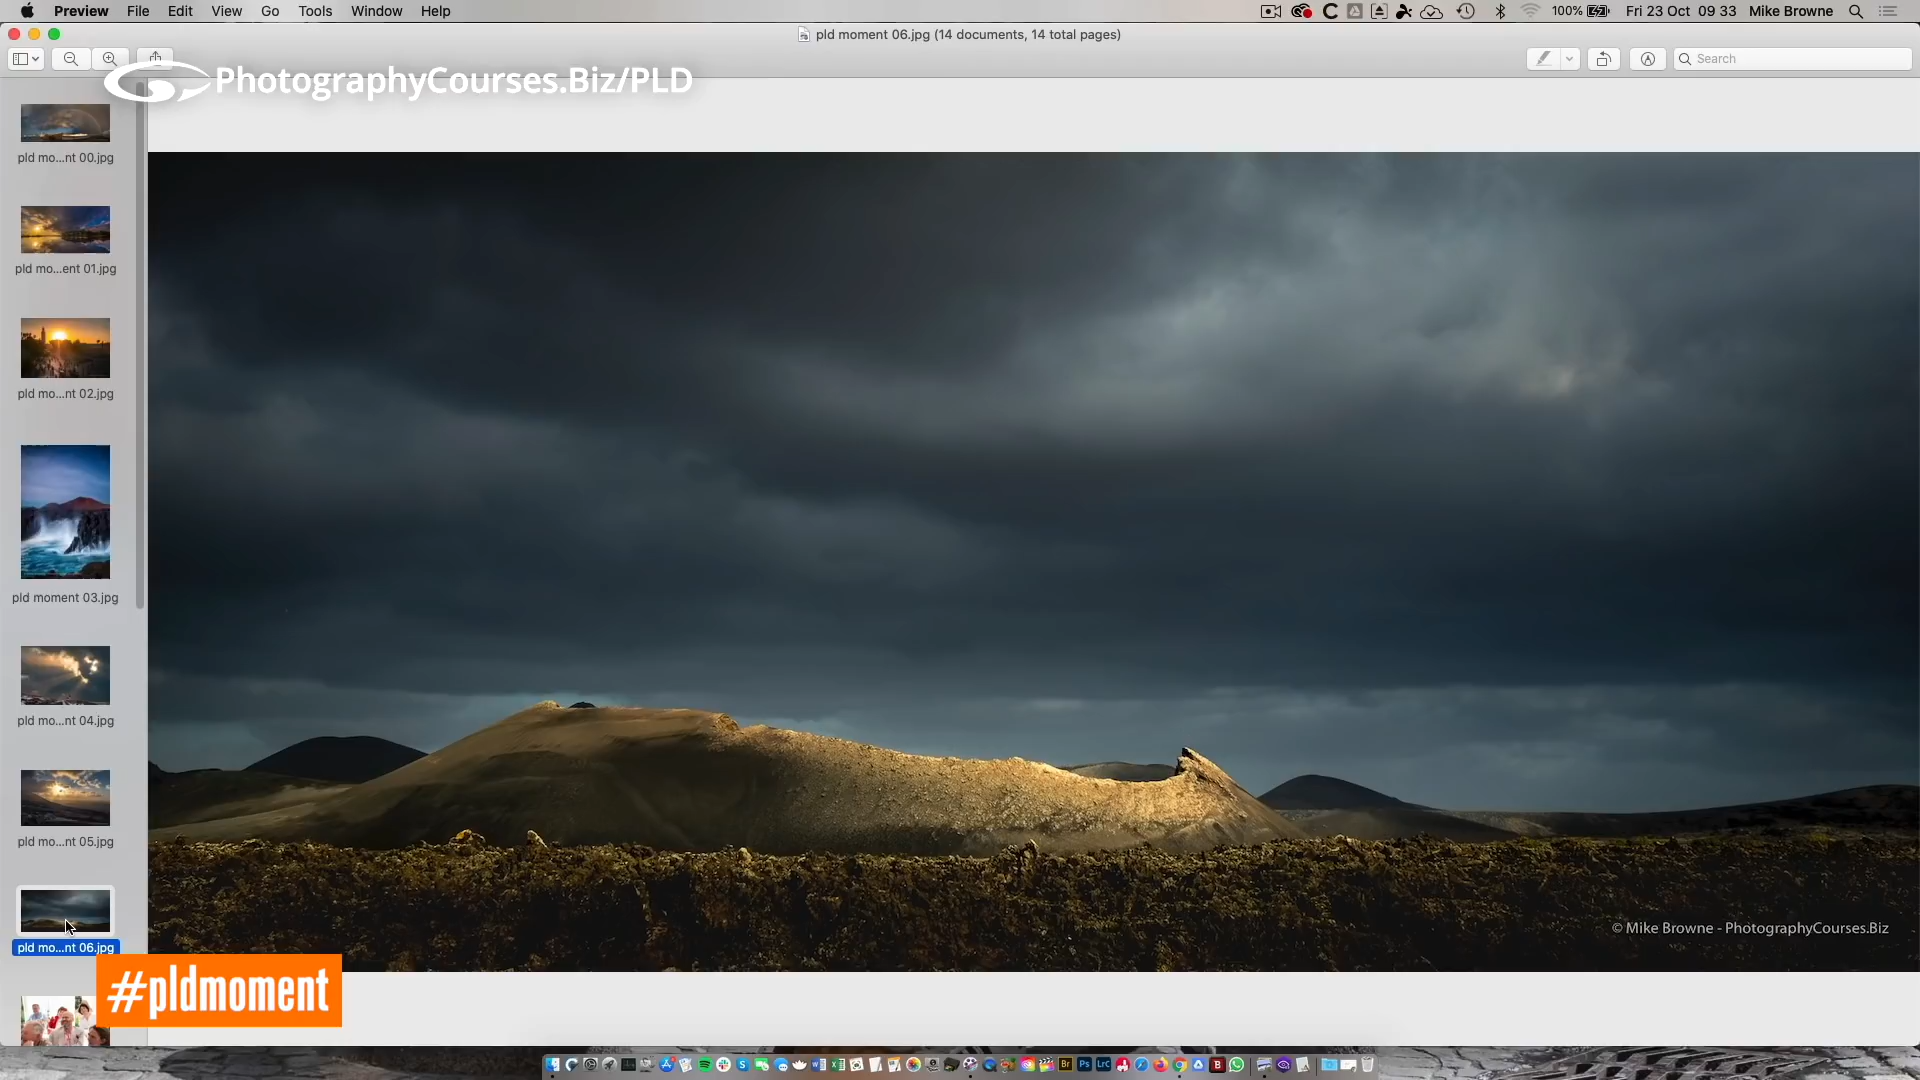 Preview File Edit View Go Tools Window Help
100% Fri 23 Oct 09 33 Mike Browne
pld moment 06.jpg (14 documents, 14 total pages)
Search
PhotographyCourses.Biz/PLD
pld mo...nt 00.jpg
pld mo...ent 01.jpg
pld mo...nt 02.jpg
pld moment 03.jpg
pld mo...nt 04.jpg
pld mo...nt 05.jpg
pld mo...nt 06.jpg
© Mike Browne - PhotographyCourses.Biz
#pldmoment
Br Ps LrC